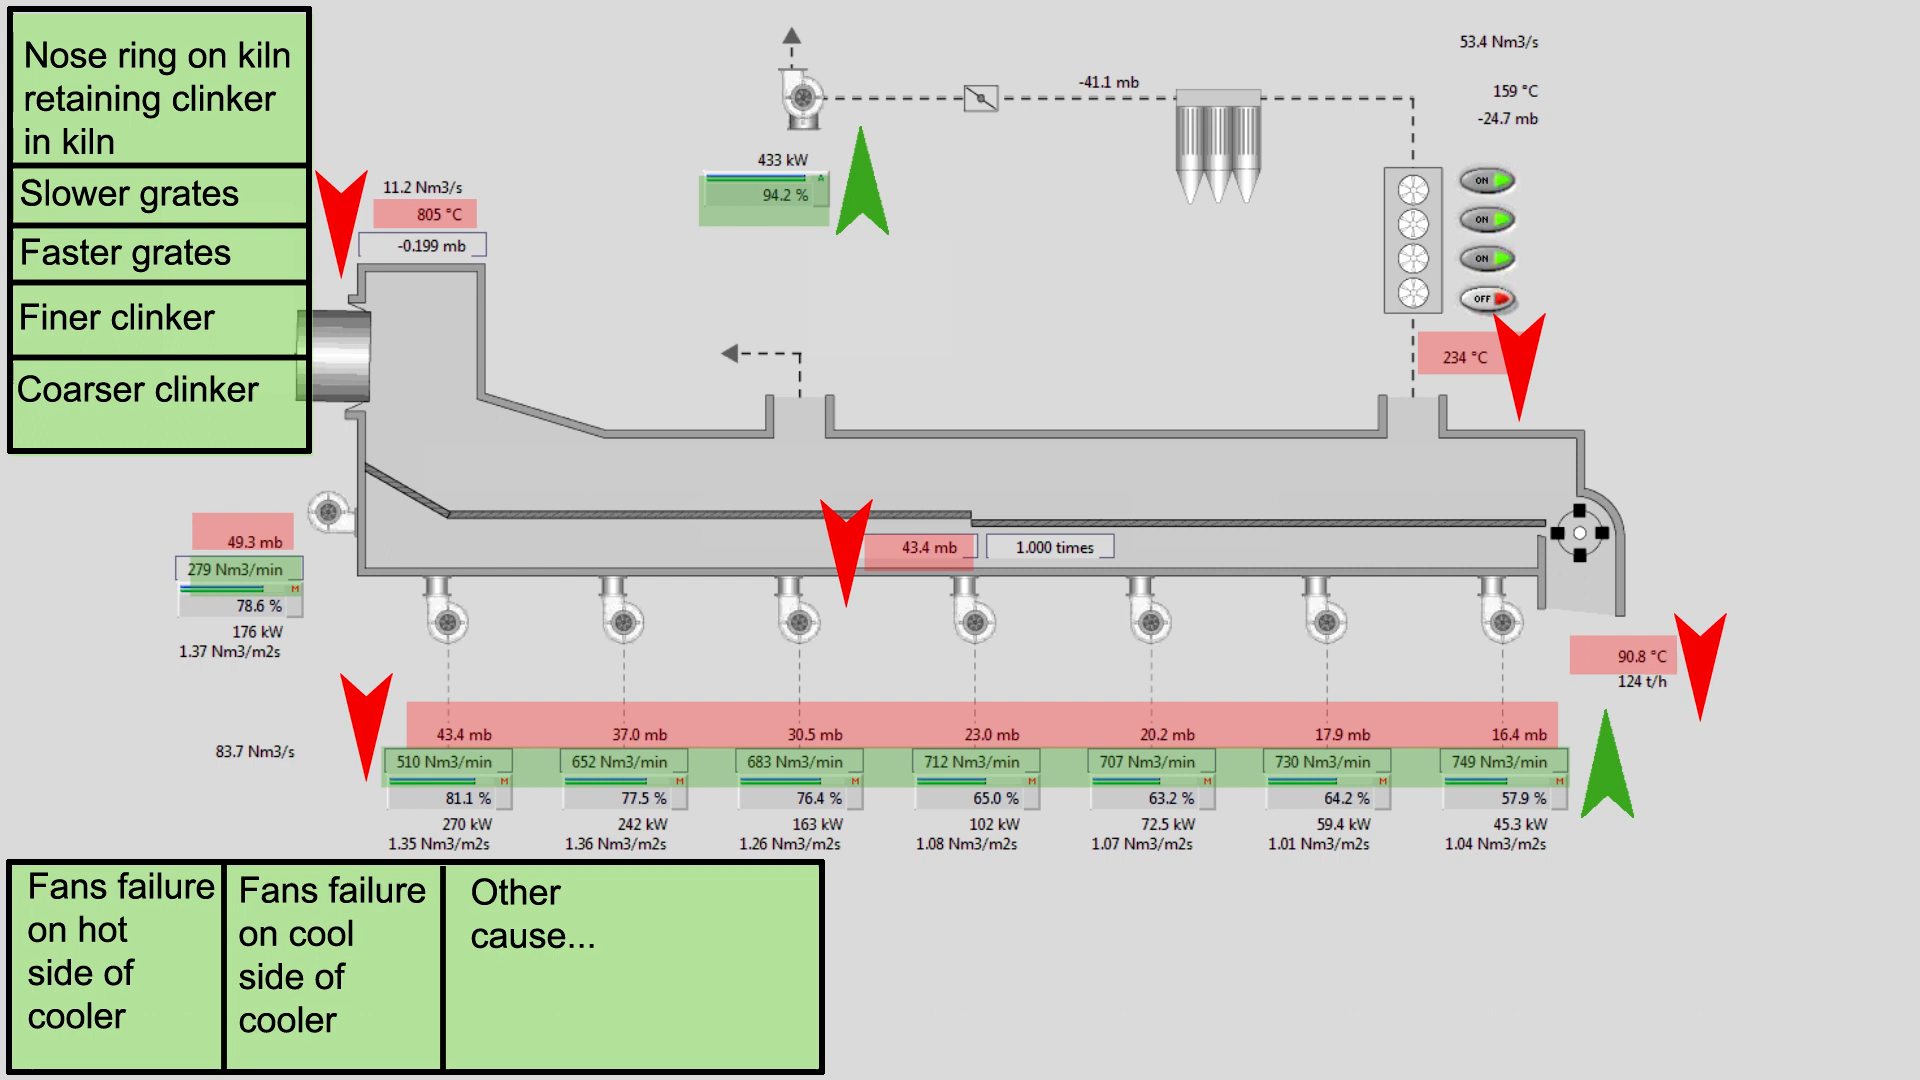 Nose ring on kiln
retaining clinker
in kiln
Slower grates
Faster grates
Finer clinker
Coarser clinker
11.2 Nm3/s
805 °C
-0.199 mb
433 kW
A
94.2 %
-41.1 mb
53.4 Nm3/s
159 °C
-24.7 mb
ON
ON
ON
OFF
234 °C
49.3 mb
279 Nm3/min
M
78.6 %
176 kW
1.37 Nm3/m2s
43.4 mb 1.000 times
90.8 °C
124 t/h
83.7 Nm3/s
43.4 mb 37.0 mb 30.5 mb 23.0 mb 20.2 mb 17.9 mb 16.4 mb
510 Nm3/min 652 Nm3/min 683 Nm3/min 712 Nm3/min 707 Nm3/min 730 Nm3/min 749 Nm3/min
M M M M M M M
81.1 % 77.5 % 76.4 % 65.0 % 63.2 % 64.2 % 57.9 %
270 kW 242 kW 163 kW 102 kW 72.5 kW 59.4 kW 45.3 kW
1.35 Nm3/m2s 1.36 Nm3/m2s 1.26 Nm3/m2s 1.08 Nm3/m2s 1.07 Nm3/m2s 1.01 Nm3/m2s 1.04 Nm3/m2s
Fans failure
on hot
side of
cooler
Fans failure
on cool
side of
cooler
Other
cause...